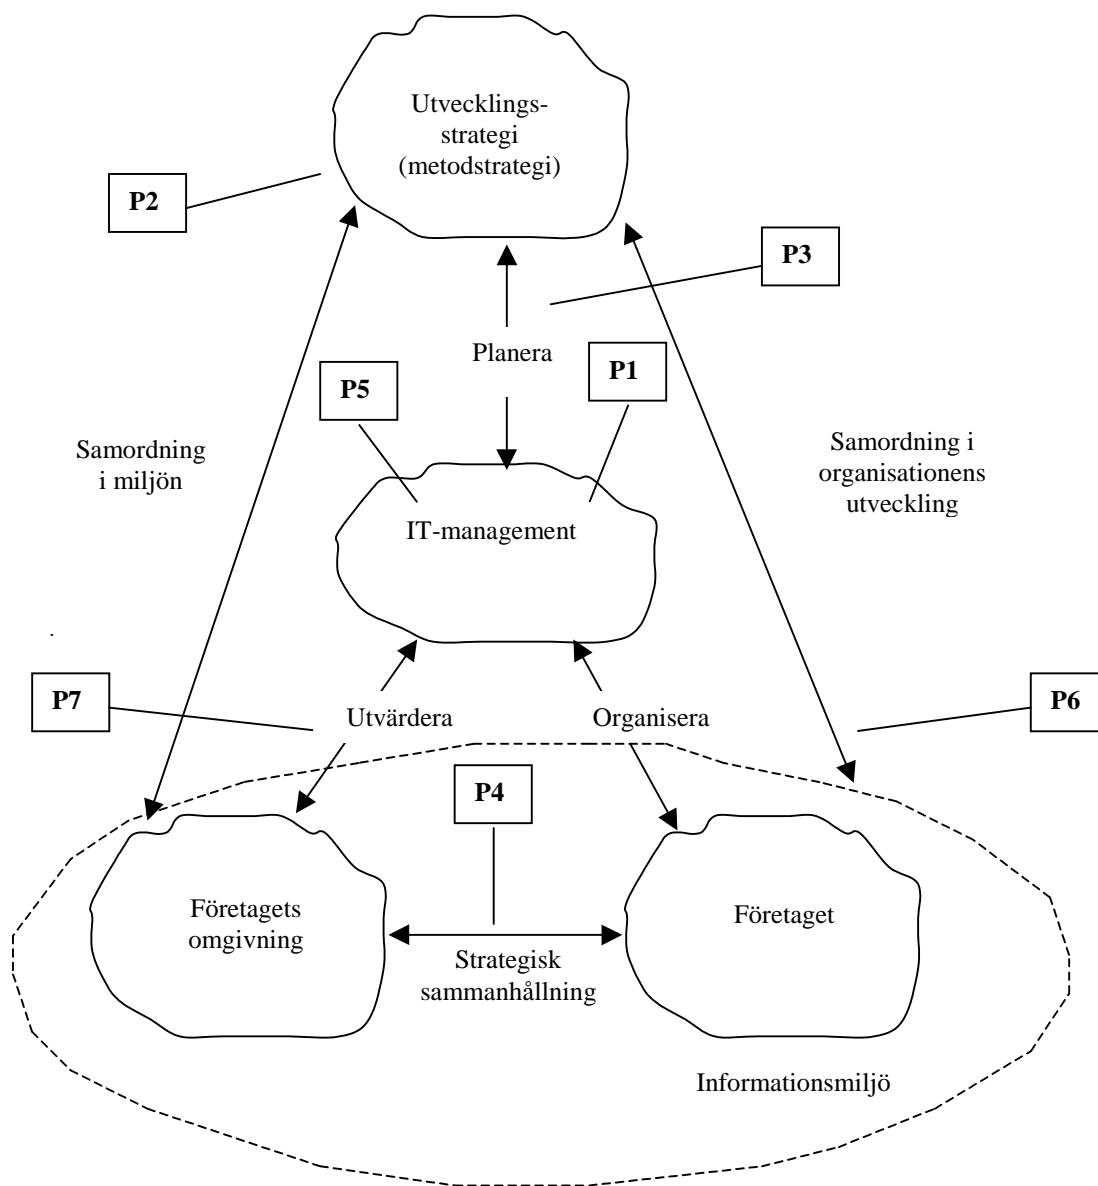 Utvecklings-
strategi
(metodstrategi)
P2
P3
Planera
P1
P5
Samordning
i miljön
Samordning i
organisationens
utveckling
IT-management
P7
Utvärdera
Organisera
P6
P4
Företagets
omgivning
Företaget
Strategisk
sammanhållning
Informationsmiljö